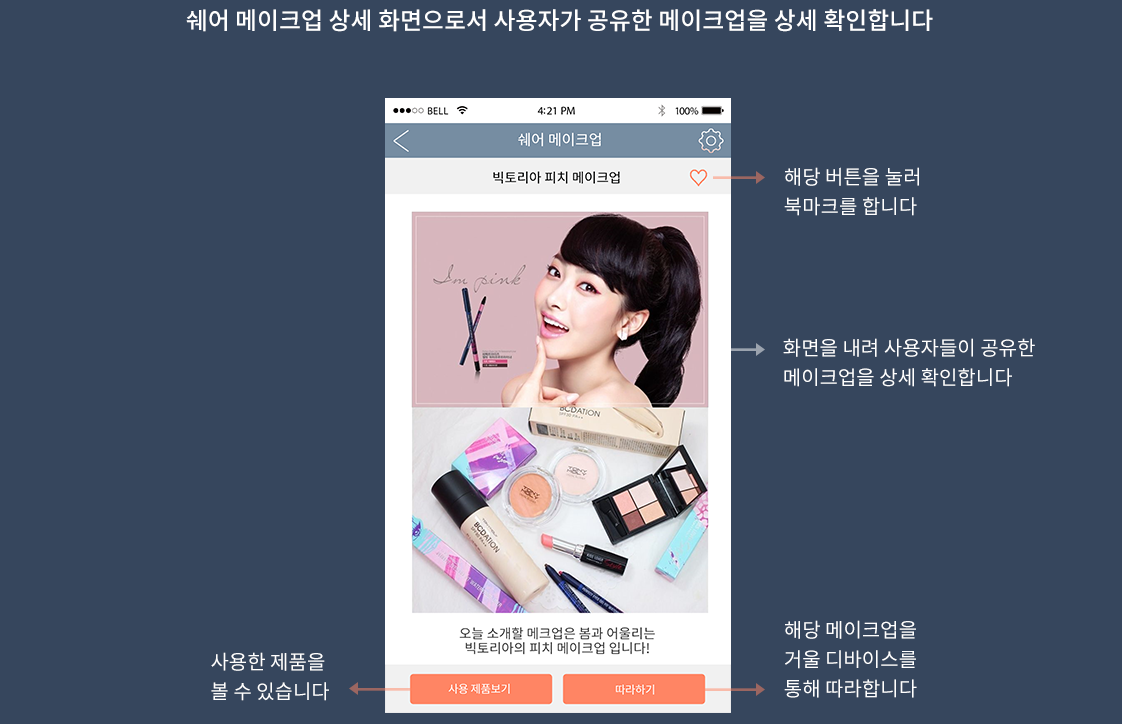 쉐어 메이크업 상세 화면으로서 사용자가 공유한 메이크업을 상세 확인합니다
BELL 4:21 PM 100%
쉐어 메이크업
빅토리아 피치 메이크업
해당 버튼을 눌러
북마크를 합니다
I'm pink
화면을 내려 사용자들이 공유한
메이크업을 상세 확인합니다
BCDATION
TONY
MOLY
TONY
MOLY
BCDATION
오늘 소개할 메크업은 봄과 어울리는
빅토리아의 피치 메이크업 입니다!
해당 메이크업을
거울 디바이스를
통해 따라합니다
사용한 제품을
볼 수 있습니다
사용 제품보기
따라하기